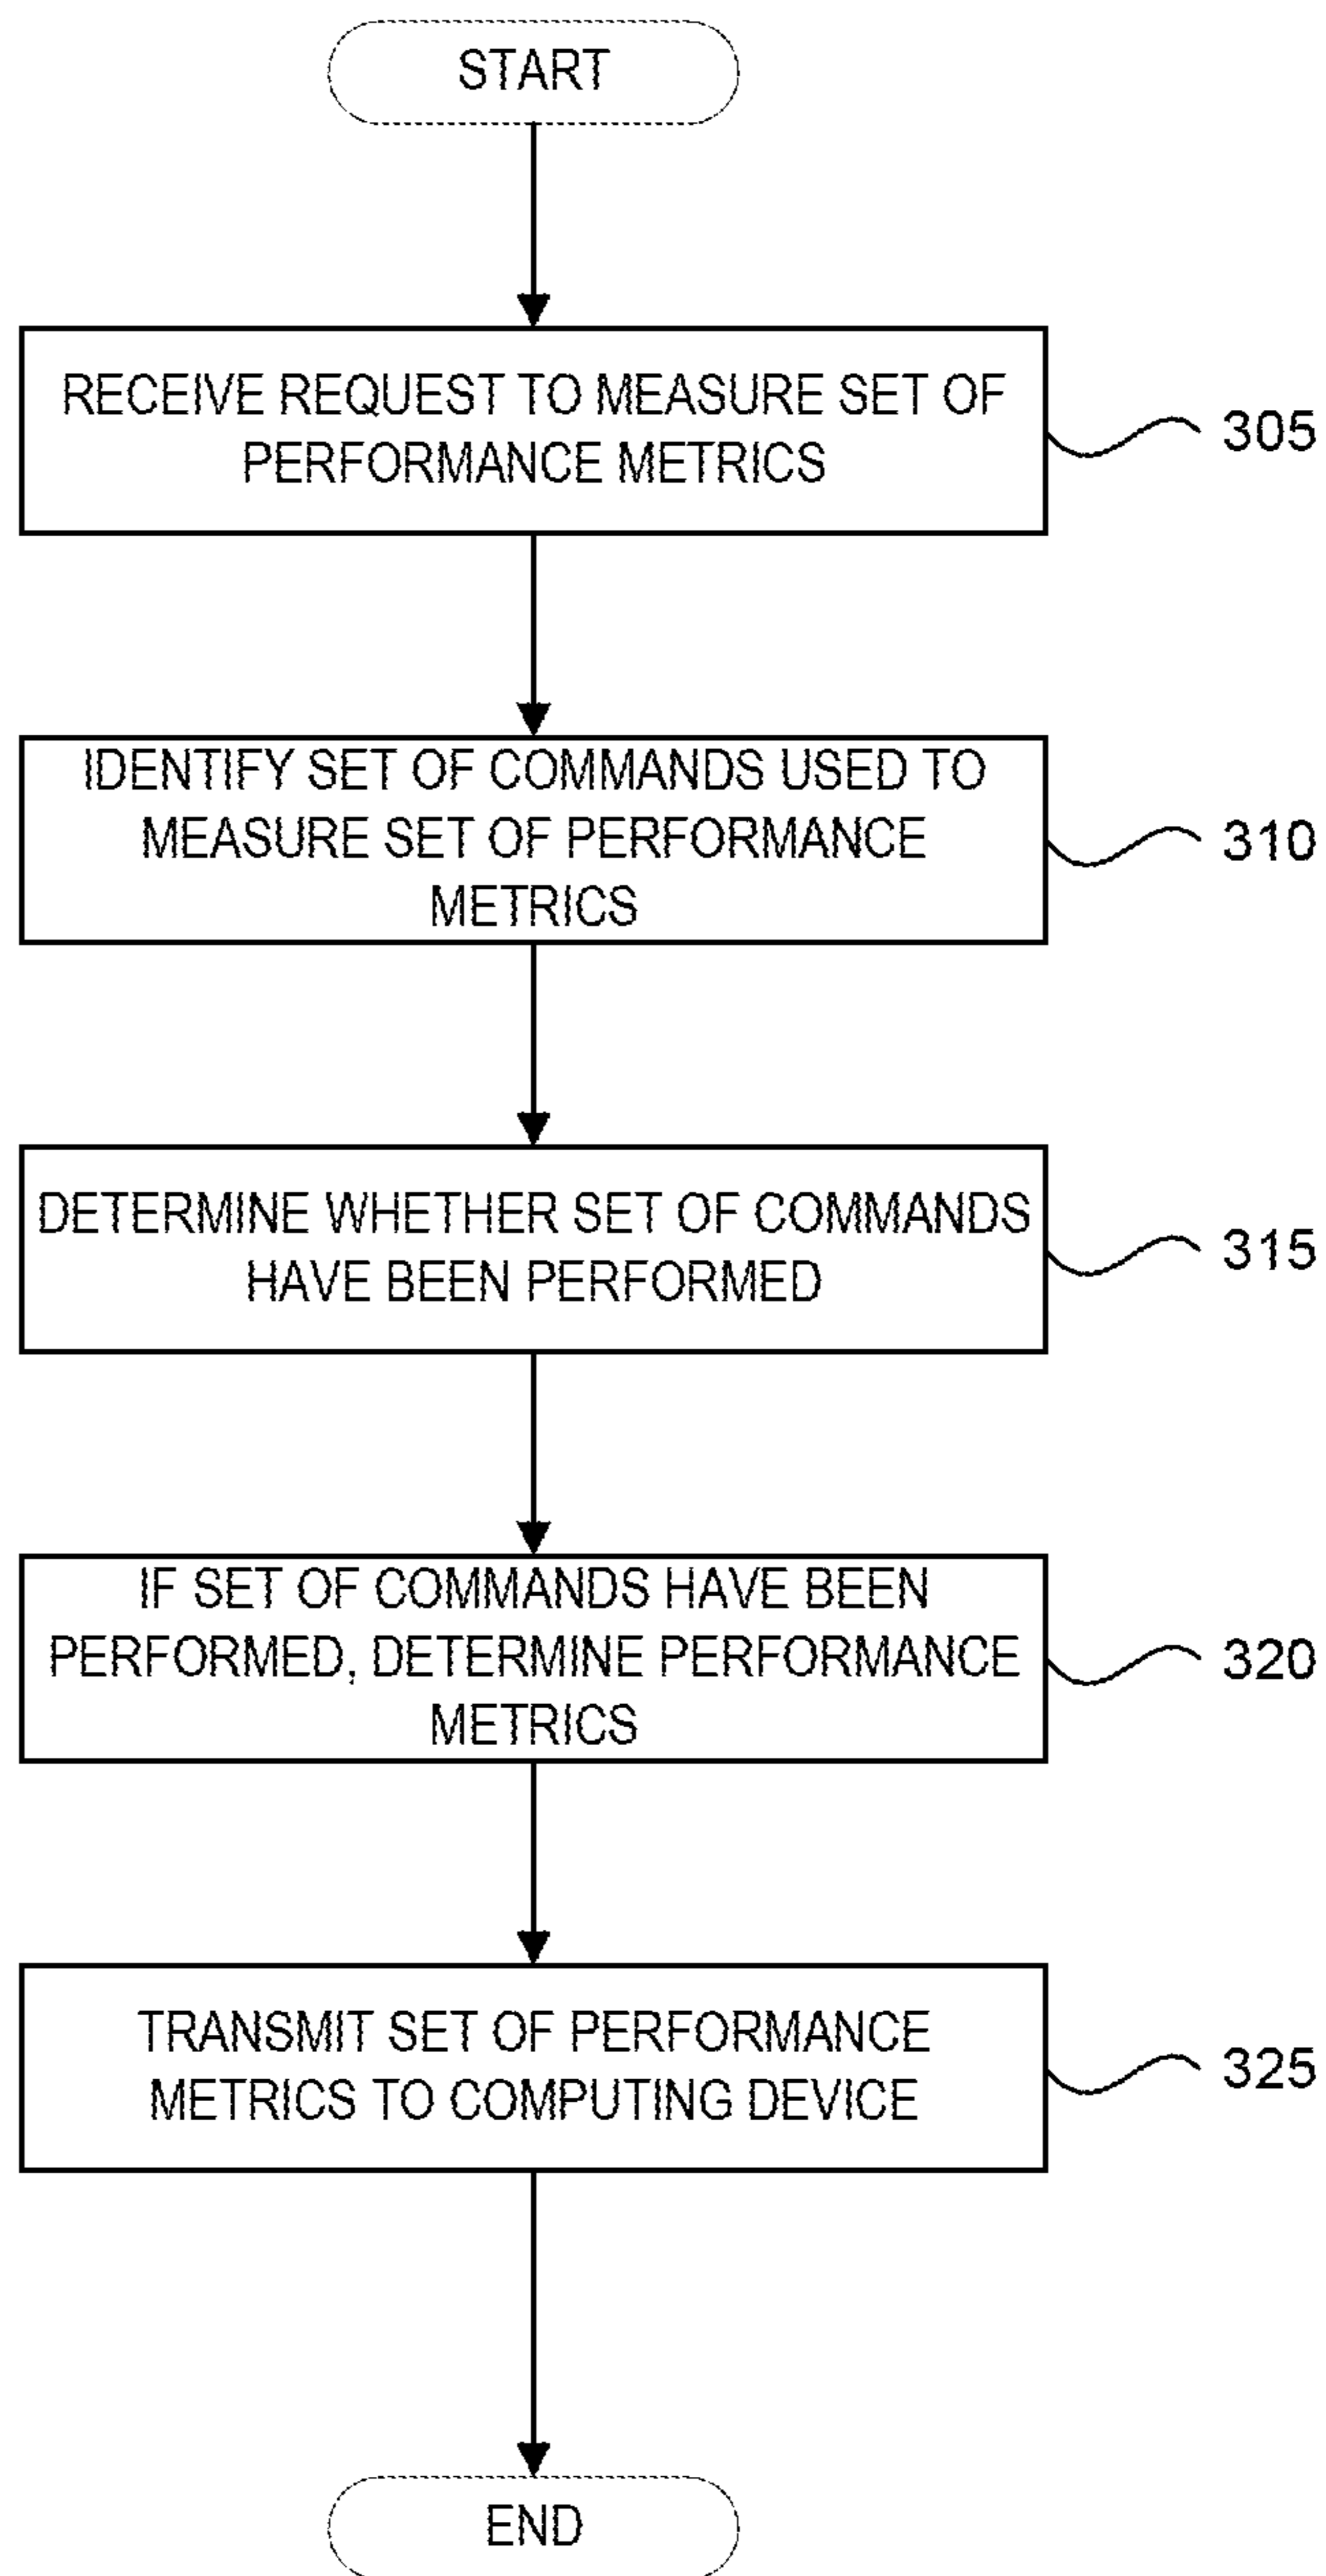 START
RECEIVE REQUEST TO MEASURE SET OF
PERFORMANCE METRICS
305
IDENTIFY SET OF COMMANDS USED TO
MEASURE SET OF PERFORMANCE
METRICS
310
DETERMINE WHETHER SET OF COMMANDS
HAVE BEEN PERFORMED
315
IF SET OF COMMANDS HAVE BEEN
PERFORMED, DETERMINE PERFORMANCE
METRICS
320
TRANSMIT SET OF PERFORMANCE
METRICS TO COMPUTING DEVICE
325
END